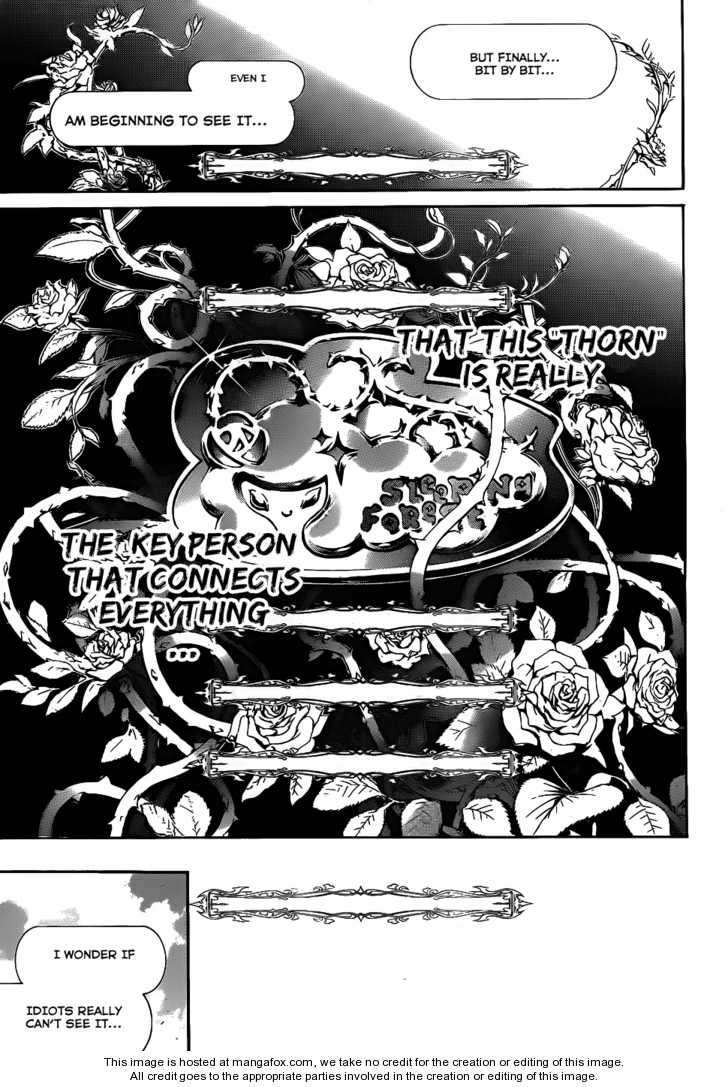 BUT FINALLY...
BIT BY BIT...
EVEN I
AM BEGINNING TO SEE IT...
THAT THIS "THORN"
IS REALLY
SLEEPING
FOREST
THE KEY PERSON
THAT CONNECTS
EVERYTHING
...
I WONDER IF
IDIOTS REALLY
CAN'T SEE IT...
This image is hosted at mangafox.com, we take no credit for the creation or editing of this image.
All credit goes to the appropriate parties involved in the creation or editing of this image.